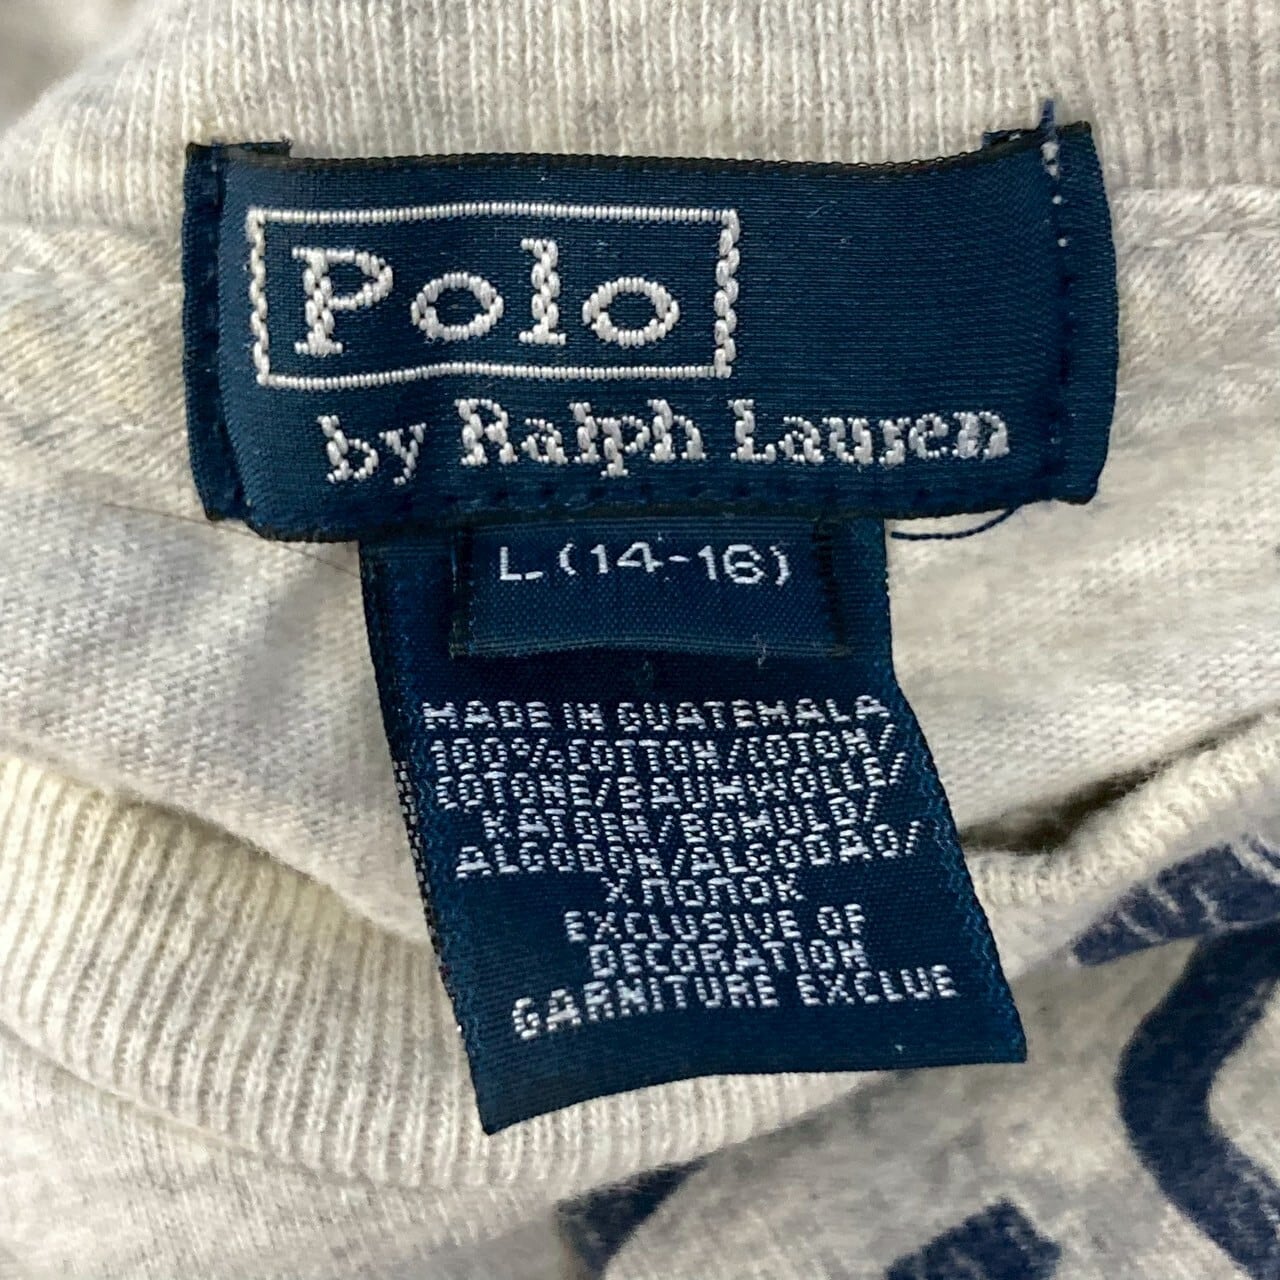 Polo
by Ralph Lauren
L (14-16)
MADE IN GUATEMALA
100% COTTON/COTON/
COTONE/BAUMWOLLE/
KATOEN/BOMULD/
ALGODON/ALGODAO/
ХЛОПОК
EXCLUSIVE OF
DECORATION
GARNITURE EXCLUE